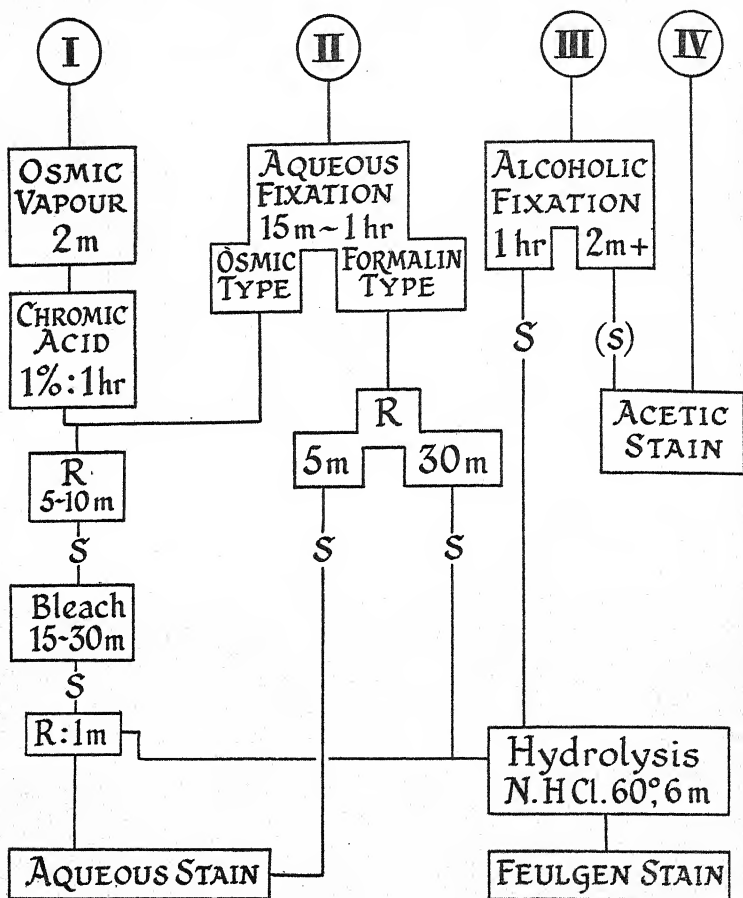 I
II
III
IV
OSMIC
VAPOUR
2m
AQUEOUS
FIXATION
15m~1hr
OSMIC
TYPE
FORMALIN
TYPE
ALCOHOLIC
FIXATION
1hr
2m+
CHROMIC
ACID
1%:1hr
S
(S)
ACETIC
STAIN
R
5-10m
R
5m
30m
S
S
S
Bleach
15-30m
S
R:1m
Hydrolysis
N.HCl.60°,6m
AQUEOUS STAIN
FEULGEN STAIN